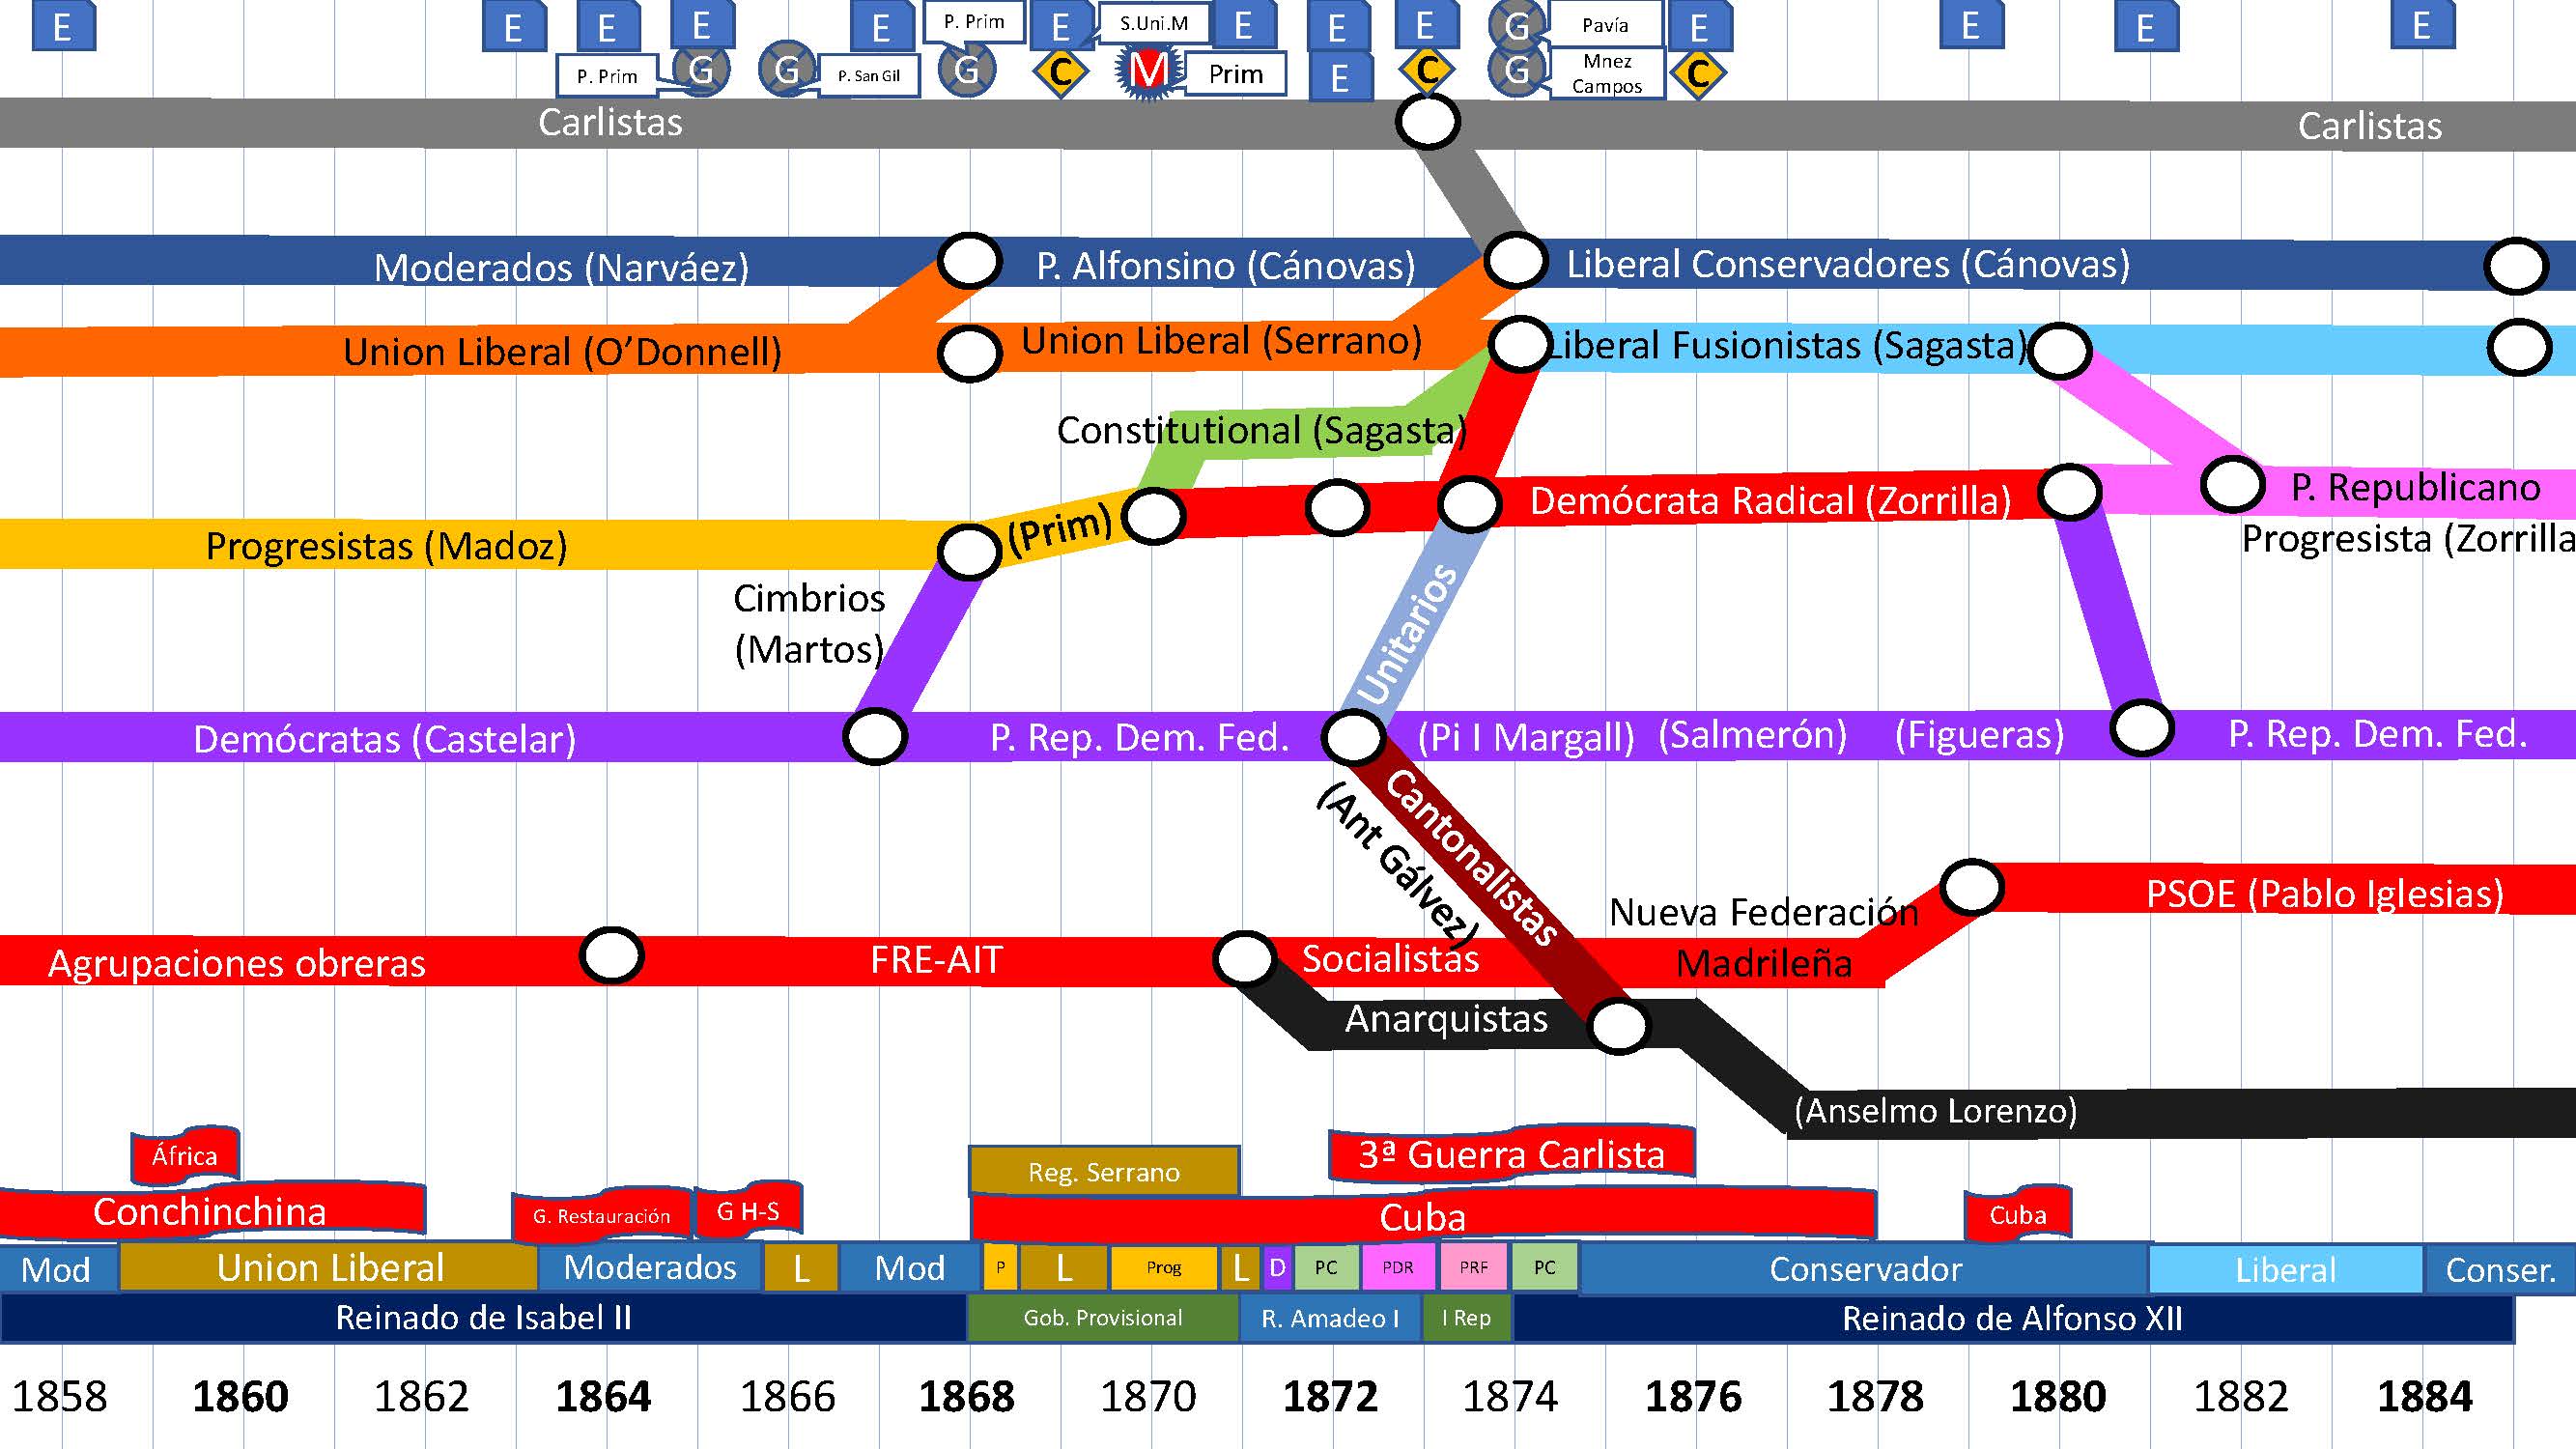 E
E
E
E
E
P. Prim
E
S.Uni.M
E
E
E
G
Pavía
E
E
E
E
P. Prim
G
G
P. San Gil
G
C
M
Prim
E
C
G
Mnez
Campos
C
Carlistas
Carlistas
Moderados (Narváez)
P. Alfonsino (Cánovas)
Liberal Conservadores (Cánovas)
Union Liberal (O’Donnell)
Union Liberal (Serrano)
Liberal Fusionistas (Sagasta)
Constitutional (Sagasta)
Progresistas (Madoz)
(Prim)
Demócrata Radical (Zorrilla)
P. Republicano
Progresista (Zorrilla
Cimbrios
(Martos)
Unitarios
Demócratas (Castelar)
P. Rep. Dem. Fed.
(Pi I Margall)
(Salmerón)
(Figueras)
P. Rep. Dem. Fed.
Cantonalistas
(Ant Gálvez)
Agrupaciones obreras
FRE-AIT
Socialistas
Nueva Federación
Madrileña
PSOE (Pablo Iglesias)
Anarquistas
(Anselmo Lorenzo)
África
Reg. Serrano
3ª Guerra Carlista
Conchinchina
G. Restauración
G H-S
Cuba
Cuba
Mod
Union Liberal
Moderados
L
Mod
P
L
Prog
L
D
PC
PDR
PRF
PC
Conservador
Liberal
Conser.
Reinado de Isabel II
Gob. Provisional
R. Amadeo I
I Rep
Reinado de Alfonso XII
1858
1860
1862
1864
1866
1868
1870
1872
1874
1876
1878
1880
1882
1884